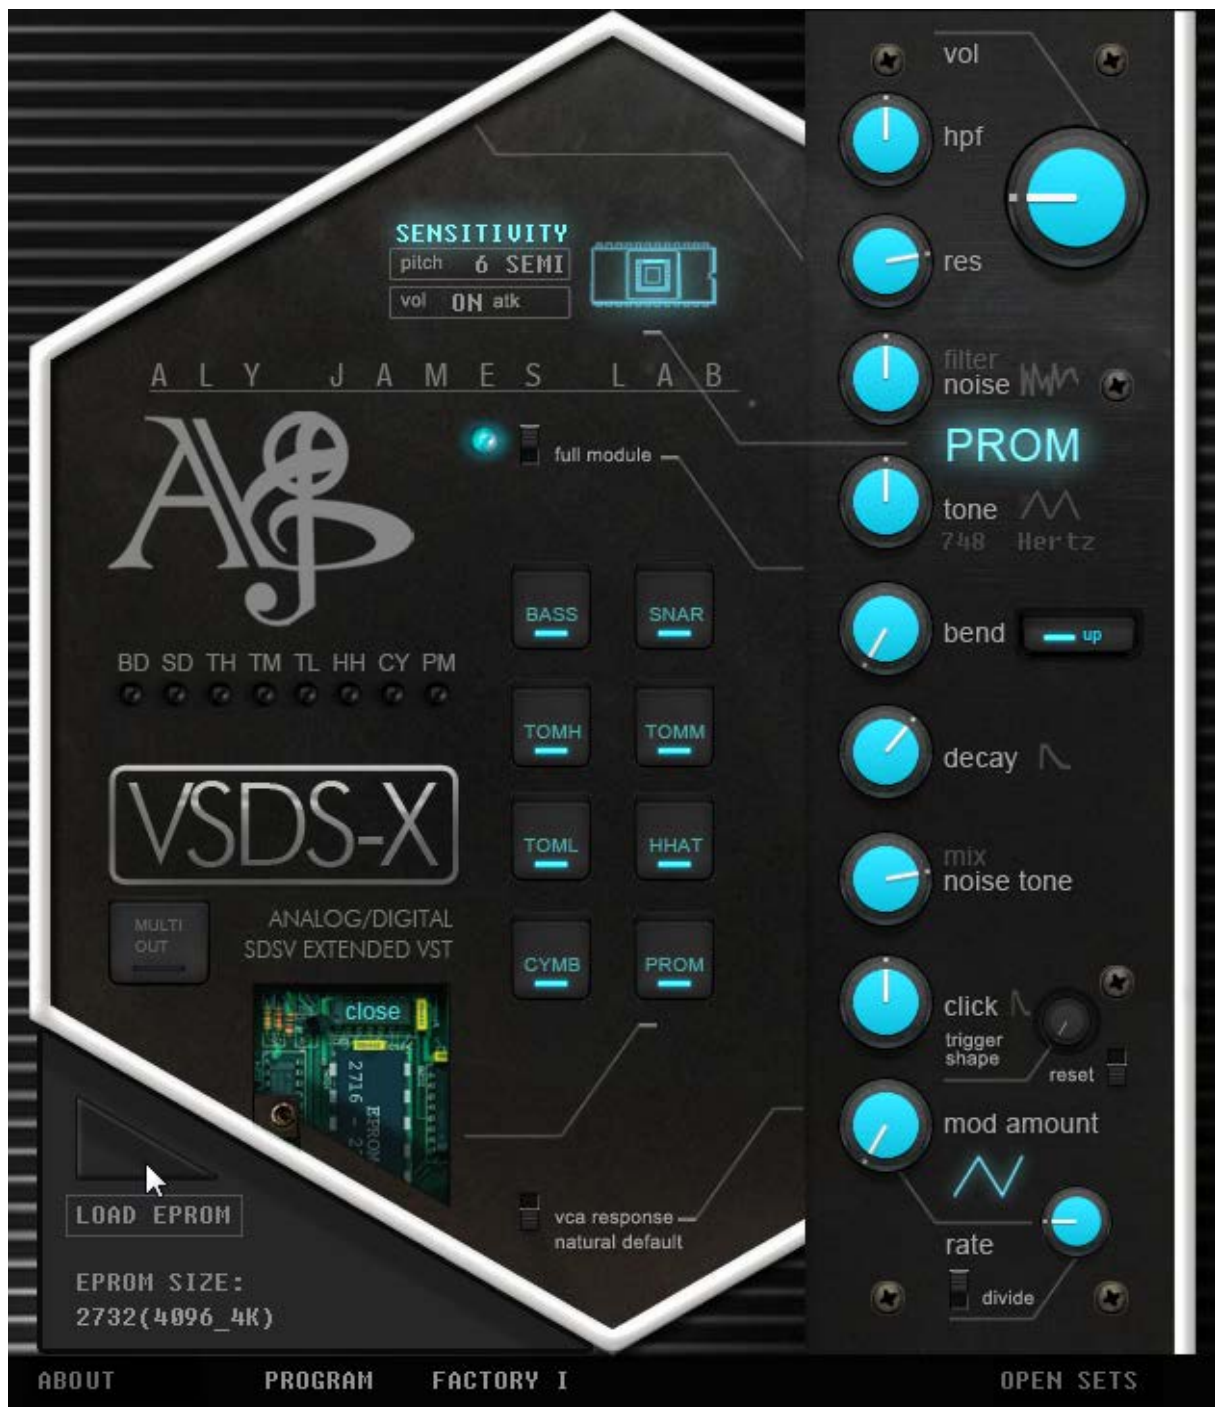 vol
hpf
SENSITIVITY
pitch 6 SEMI
res
vol ON atk
filter
noise
ALY JAMES LAB
PROM
full module
tone
748 Hertz
BASS SNAR
bend up
BD SD TH TM TL HH CY PM
TOMH TOMM
decay
VSDS-X
TOML HHAT
mix
noise tone
MULTI
OUT
ANALOG/DIGITAL
SDSV EXTENDED VST
CYMB PROM
close
click
trigger
shape
reset
2716 - 2
EPROM
mod amount
LOAD EPROM
vca response
natural default
rate
EPROM SIZE:
2732(4096_4K)
divide
ABOUT PROGRAM FACTORY I OPEN SETS